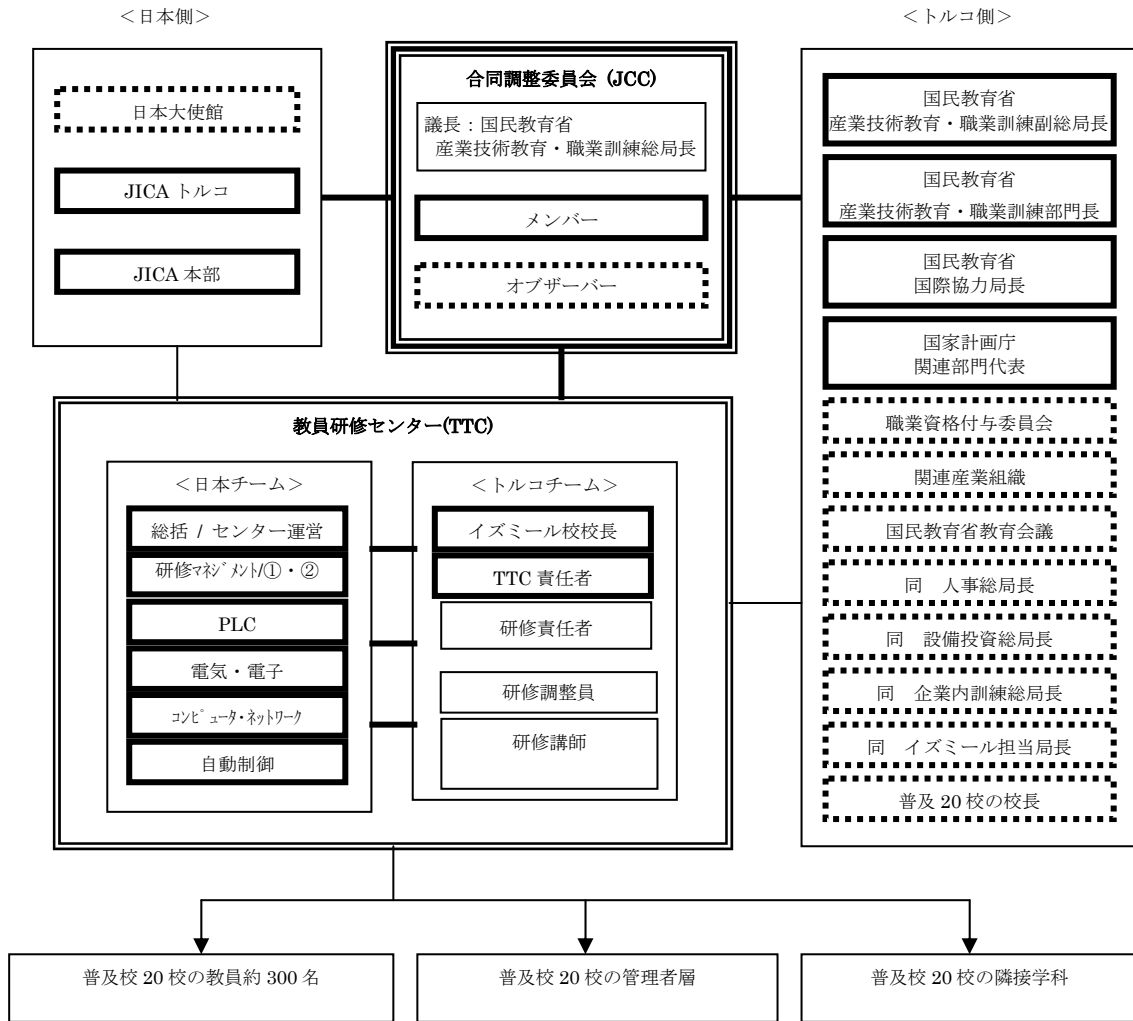 ＜日本側＞
日本大使館
JICA トルコ
JICA 本部
合同調整委員会 (JCC)
議長：国民教育省
産業技術教育・職業訓練総局長
メンバー
オブザーバー
＜トルコ側＞
国民教育省
産業技術教育・職業訓練副総局長
国民教育省
産業技術教育・職業訓練部門長
国民教育省
国際協力局長
国家計画庁
関連部門代表
職業資格付与委員会
関連産業組織
国民教育省教育会議
同　人事総局長
同　設備投資総局長
同　企業内訓練総局長
同　イズミール担当局長
普及 20 校の校長
教員研修センター(TTC)
＜日本チーム＞
総括 / センター運営
研修ﾏﾈｼﾞﾒﾝﾄ/①・②
PLC
電気・電子
ｺﾝﾋﾟｭｰﾀ・ﾈｯﾄﾜｰｸ
自動制御
＜トルコチーム＞
イズミール校校長
TTC 責任者
研修責任者
研修調整員
研修講師
普及校 20 校の教員約 300 名
普及校 20 校の管理者層
普及校 20 校の隣接学科